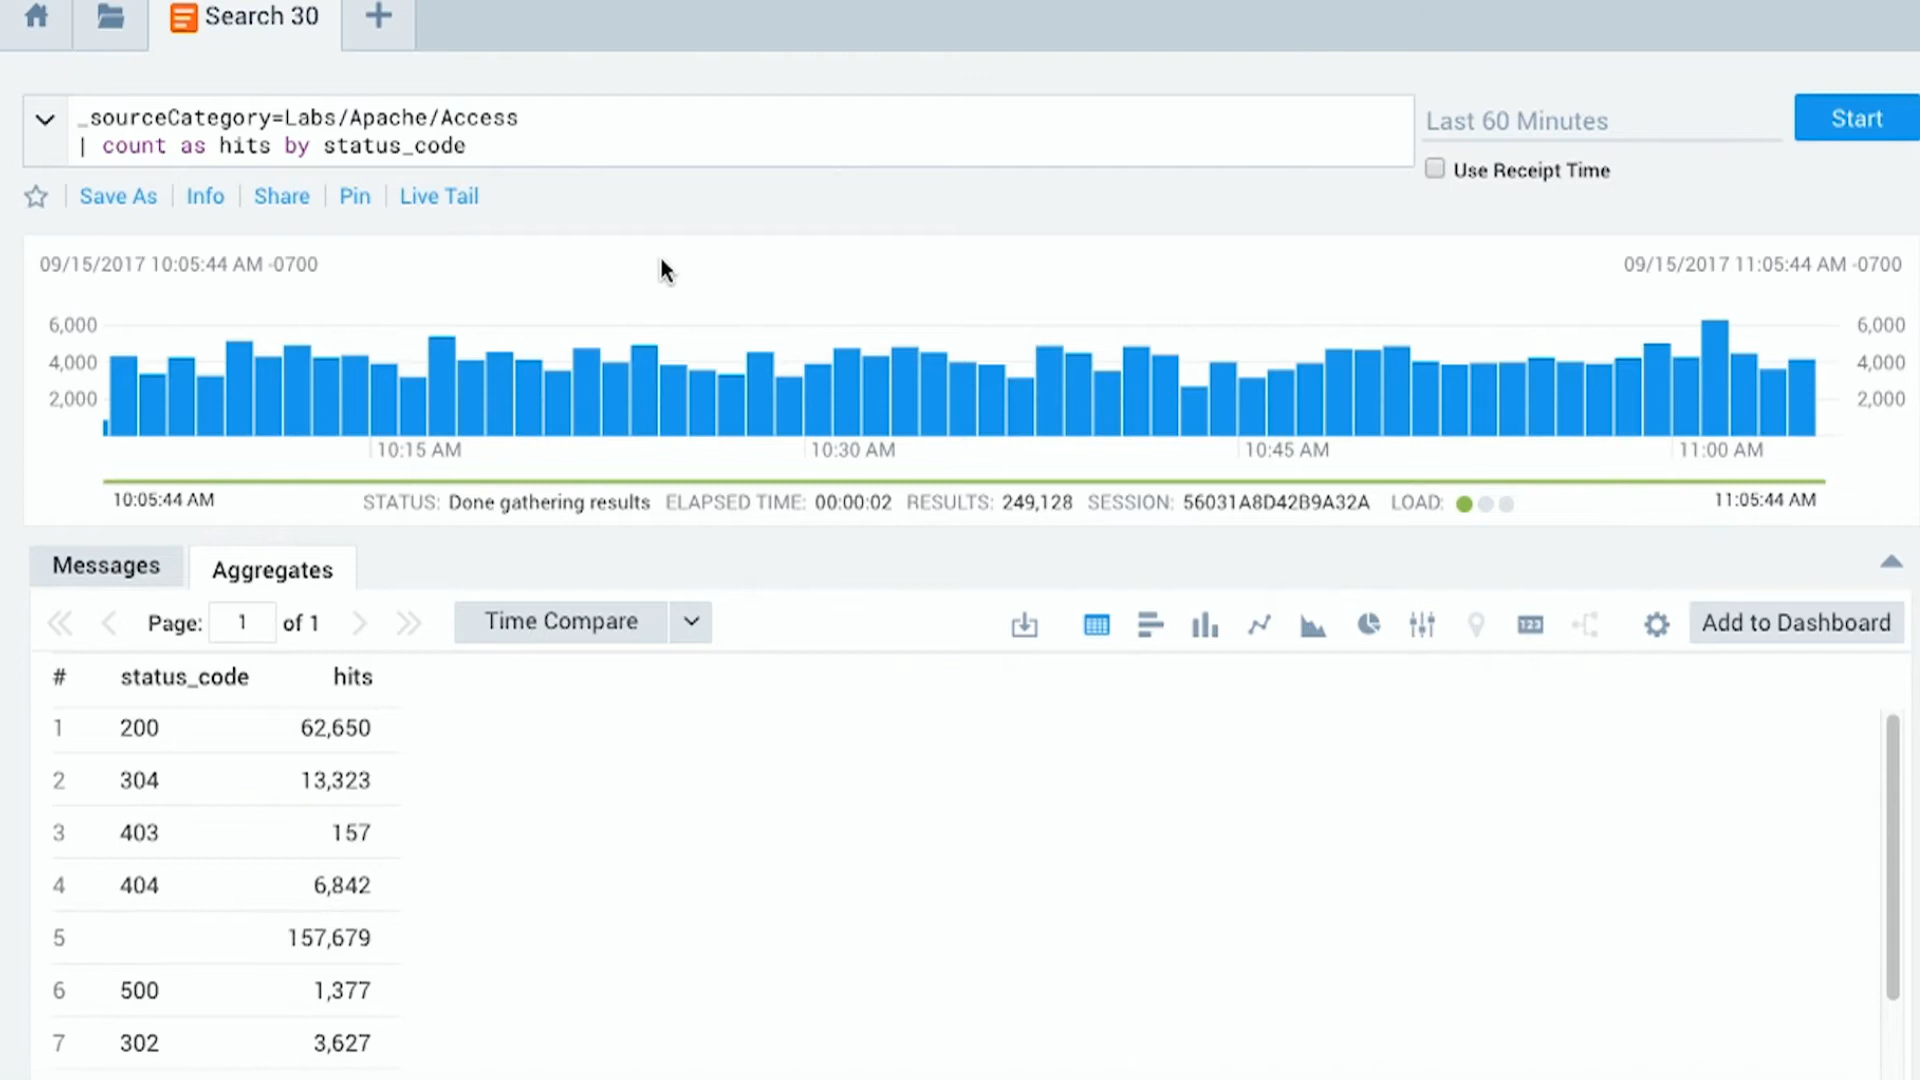 Search 30
_sourceCategory=Labs/Apache/Access
| count as hits by status_code
Last 60 Minutes
Start
Use Receipt Time
Save As
Info
Share
Pin
Live Tail
09/15/2017 10:05:44 AM -0700
09/15/2017 11:05:44 AM -0700
6,000
4,000
2,000
6,000
4,000
2,000
10:15 AM
10:30 AM
10:45 AM
11:00 AM
10:05:44 AM
STATUS: Done gathering results ELAPSED TIME: 00:00:02 RESULTS: 249,128 SESSION: 56031A8D42B9A32A LOAD:
11:05:44 AM
Messages
Aggregates
Page: 1 of 1
Time Compare
123
Add to Dashboard
# status_code hits
1 200 62,650
2 304 13,323
3 403 157
4 404 6,842
5 157,679
6 500 1,377
7 302 3,627